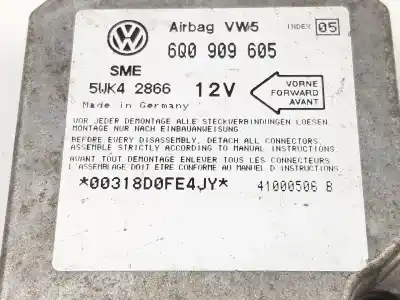 Airbag VW5 INDEX 05
6Q0 909 605
SME
5WK4 2866 12V
VORNE
FORWARD
AVANT
Made in Germany
VOR JEDER DEMONTAGE ALLE STECKVERBINDUNGEN LOESEN
MONTAGE NUR NACH EINBAUANWEISUNG
BEFORE EVERY DISASSEMBLY, DETACH ALL CONNECTORS,
ASSEMBLE STRICTLY ACCORDING TO MANUAL INSTRUCTIONS.
AVANT TOUT DEMONTAGE ENLEVER TOUS LES CONNECTEURS
L'ASSEMBLAGE DOIT ETRE CONFORME AU MANUEL D INSTRUCTIONS.
*00318D0FE4JY* 41000506 B